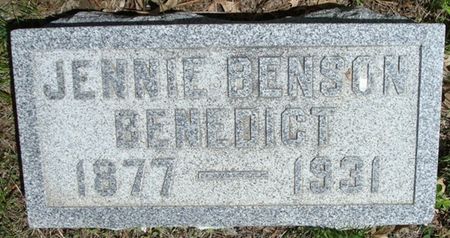 JENNIE BENSON
BENEDICT
1877 — 1931